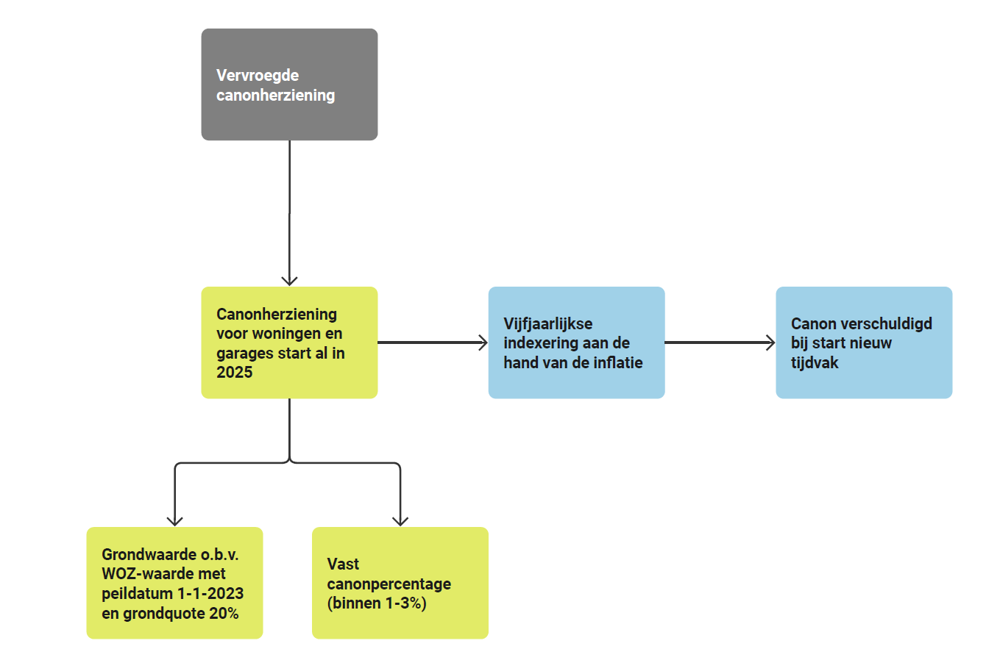 Vervroegde
canonherziening
Canonherziening
voor woningen en
garages start al in
2025
Vijfjaarlijkse
indexering aan de
hand van de inflatie
Canon verschuldigd
bij start nieuw
tijdvak
Grondwaarde o.b.v.
WOZ-waarde met
peildatum 1-1-2023
en grondquote 20%
Vast
canonpercentage
(binnen 1-3%)